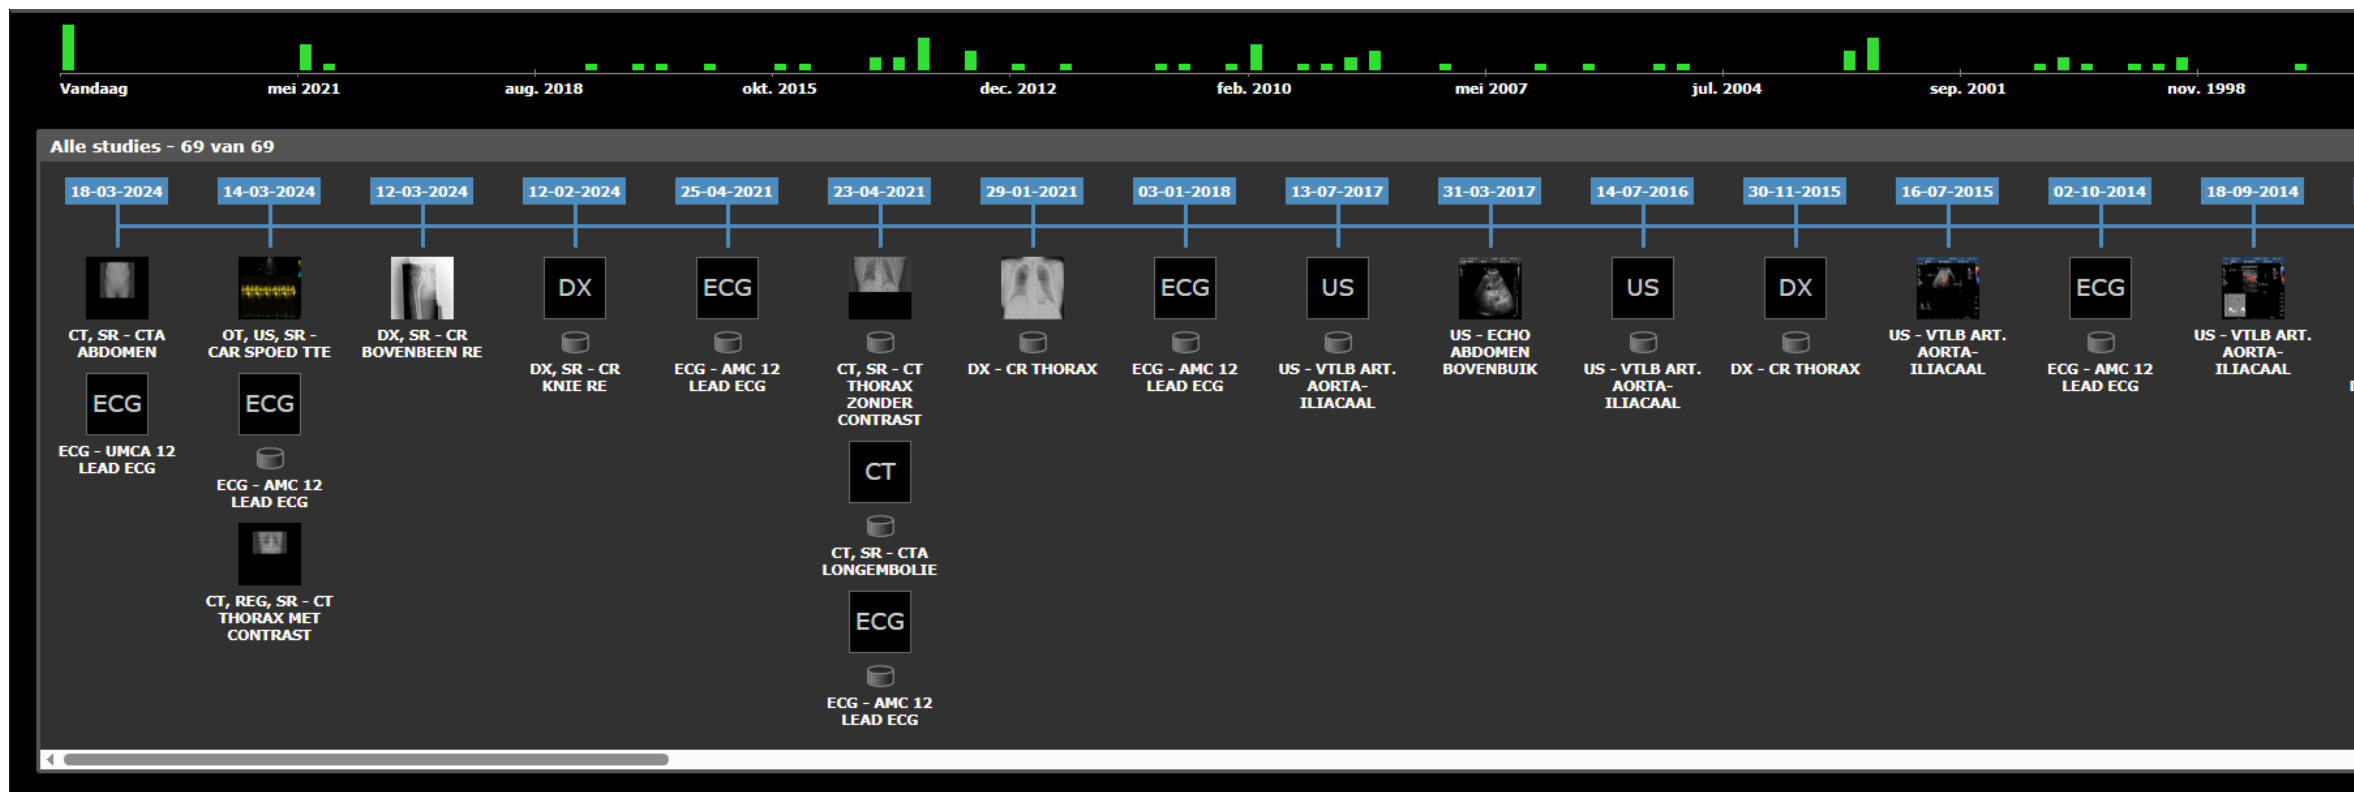 Vandaag
mei 2021
aug. 2018
okt. 2015
dec. 2012
feb. 2010
mei 2007
jul. 2004
sep. 2001
nov. 1998
Alle studies - 69 van 69
18-03-2024
14-03-2024
12-03-2024
12-02-2024
25-04-2021
23-04-2021
29-01-2021
03-01-2018
13-07-2017
31-03-2017
14-07-2016
30-11-2015
16-07-2015
02-10-2014
18-09-2014
CT, SR - CTA
ABDOMEN
ECG
ECG - UMCA 12
LEAD ECG
OT, US, SR -
CAR SPOED TTE
ECG
ECG - AMC 12
LEAD ECG
CT, REG, SR - CT
THORAX MET
CONTRAST
DX, SR - CR
BOVENBEEN RE
DX
DX, SR - CR
KNIE RE
ECG
ECG - AMC 12
LEAD ECG
CT, SR - CT
THORAX
ZONDER
CONTRAST
CT
CT, SR - CTA
LONGEMBOLIE
ECG
ECG - AMC 12
LEAD ECG
DX - CR THORAX
ECG
ECG - AMC 12
LEAD ECG
US
US - VTLB ART.
AORTA-
ILIACAAL
US - ECHO
ABDOMEN
BOVENBUIK
US
US - VTLB ART.
AORTA-
ILIACAAL
DX
DX - CR THORAX
US - VTLB ART.
AORTA-
ILIACAAL
ECG
ECG - AMC 12
LEAD ECG
US - VTLB ART.
AORTA-
ILIACAAL